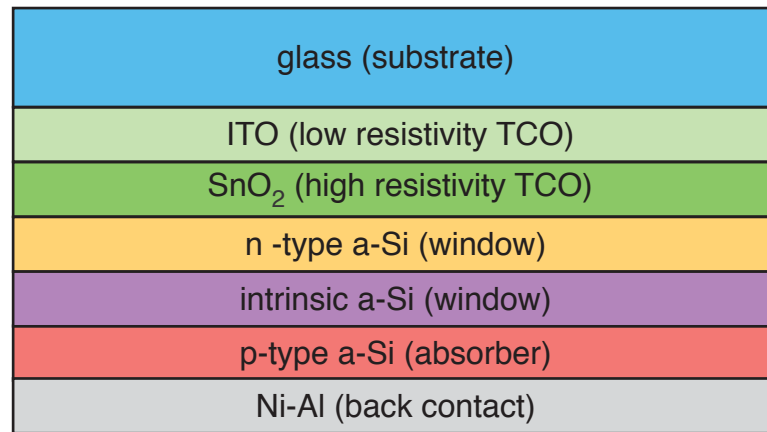 glass (substrate)
ITO (low resistivity TCO)
SnO₂ (high resistivity TCO)
n -type a-Si (window)
intrinsic a-Si (window)
p-type a-Si (absorber)
Ni-Al (back contact)